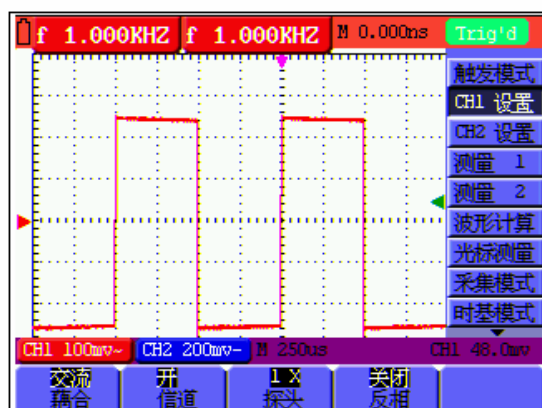 f 1.000KHZ f 1.000KHZ M 0.000ns Trig'd
触发模式
CH1 设置
CH2 设置
测量 1
测量 2
波形计算
光标测量
采集模式
时基模式
CH1 100mv~ CH2 200mv- M 250us CH1 48.0mv
交流 开 1 X 关闭
藕合 信道 探头 反相